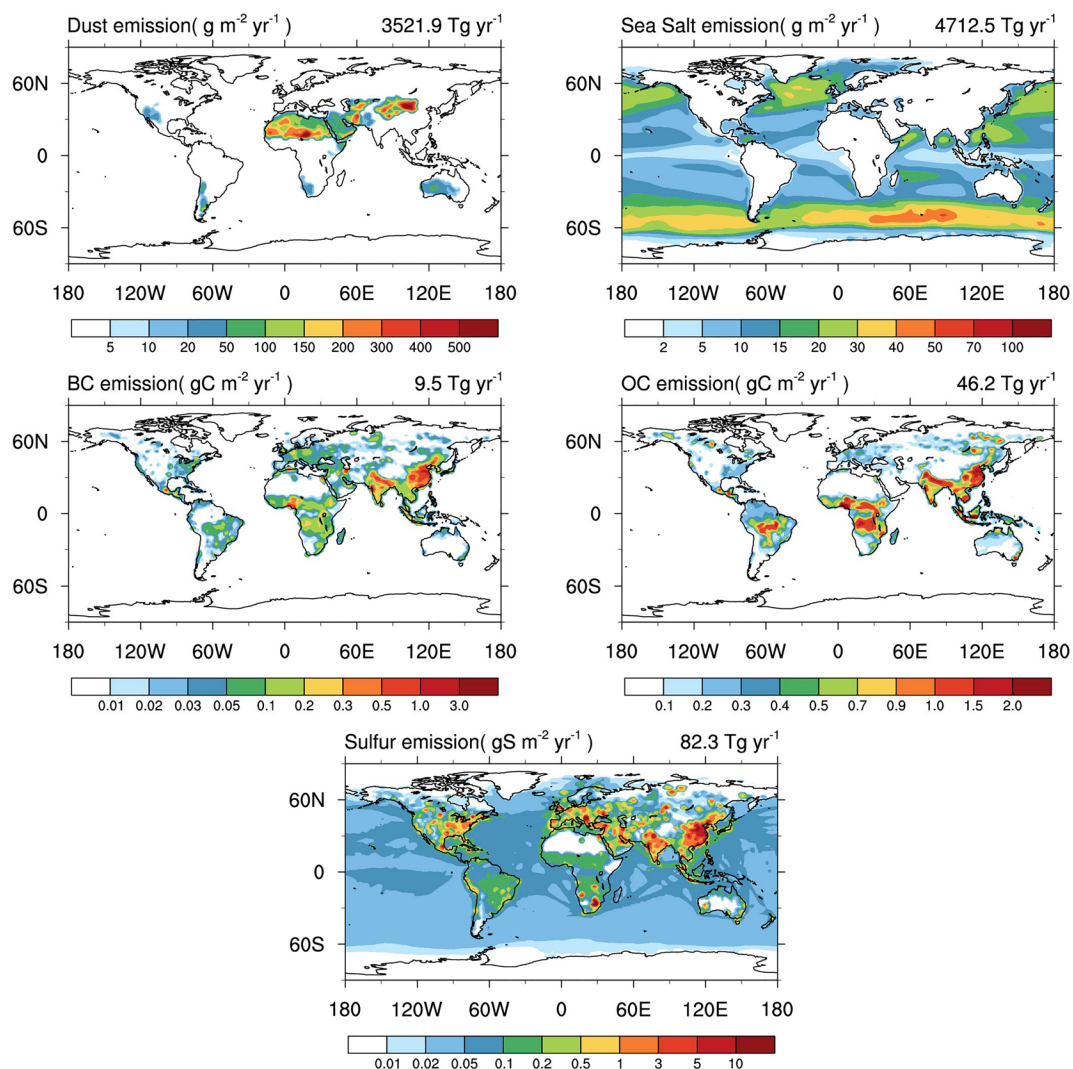 Dust emission( g m⁻² yr⁻¹ ) 3521.9 Tg yr⁻¹
60N
0
60S
180 120W 60W 0 60E 120E 180
5 10 20 50 100 150 200 300 400 500
Sea Salt emission( g m⁻² yr⁻¹ ) 4712.5 Tg yr⁻¹
60N
0
60S
180 120W 60W 0 60E 120E 180
2 5 10 15 20 30 40 50 70 100
BC emission( gC m⁻² yr⁻¹ ) 9.5 Tg yr⁻¹
60N
0
60S
180 120W 60W 0 60E 120E 180
0.01 0.02 0.03 0.05 0.1 0.2 0.3 0.5 1.0 3.0
OC emission( gC m⁻² yr⁻¹ ) 46.2 Tg yr⁻¹
60N
0
60S
180 120W 60W 0 60E 120E 180
0.1 0.2 0.3 0.4 0.5 0.7 0.9 1.0 1.5 2.0
Sulfur emission( gS m⁻² yr⁻¹ ) 82.3 Tg yr⁻¹
60N
0
60S
180 120W 60W 0 60E 120E 180
0.01 0.02 0.05 0.1 0.2 0.5 1 3 5 10